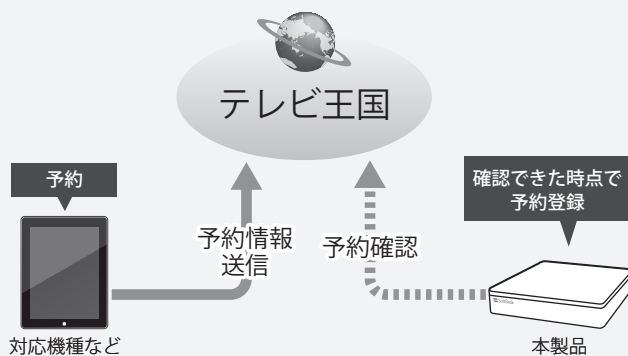 テレビ王国
予約
確認できた時点で
予約登録
予約情報
送信
予約確認
対応機種など
本製品